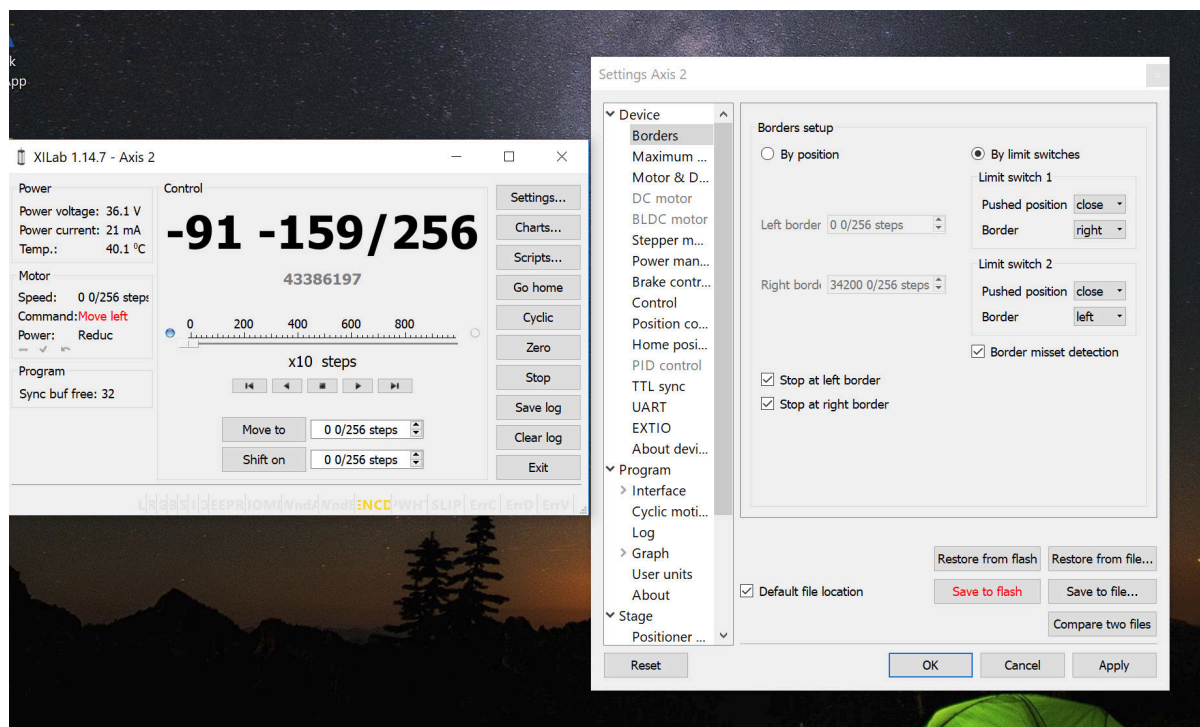 k
pp
XILab 1.14.7 - Axis 2
Power
Power voltage: 36.1 V
Power current: 21 mA
Temp.: 40.1 °C
Motor
Speed: 0 0/256 steps
Command:Move left
Power: Reduc
Program
Sync buf free: 32
Control
-91 -159/256
43386197
0 200 400 600 800
x10 steps
Move to 0 0/256 steps
Shift on 0 0/256 steps
Settings...
Charts...
Scripts...
Go home
Cyclic
Zero
Stop
Save log
Clear log
Exit
ENCD
SLIP ErrC ErrD ErrV
Settings Axis 2
Device
Borders
Maximum ...
Motor & D...
DC motor
BLDC motor
Stepper m...
Power man...
Brake contr...
Control
Position co...
Home posi...
PID control
TTL sync
UART
EXTIO
About devi...
Program
Interface
Cyclic moti...
Log
Graph
User units
About
Stage
Positioner ...
Borders setup
By position
Left border 0 0/256 steps
Right borde 34200 0/256 steps
By limit switches
Limit switch 1
Pushed position close
Border right
Limit switch 2
Pushed position close
Border left
Border misset detection
Stop at left border
Stop at right border
Restore from flash Restore from file...
Default file location Save to flash Save to file...
Compare two files
Reset OK Cancel Apply